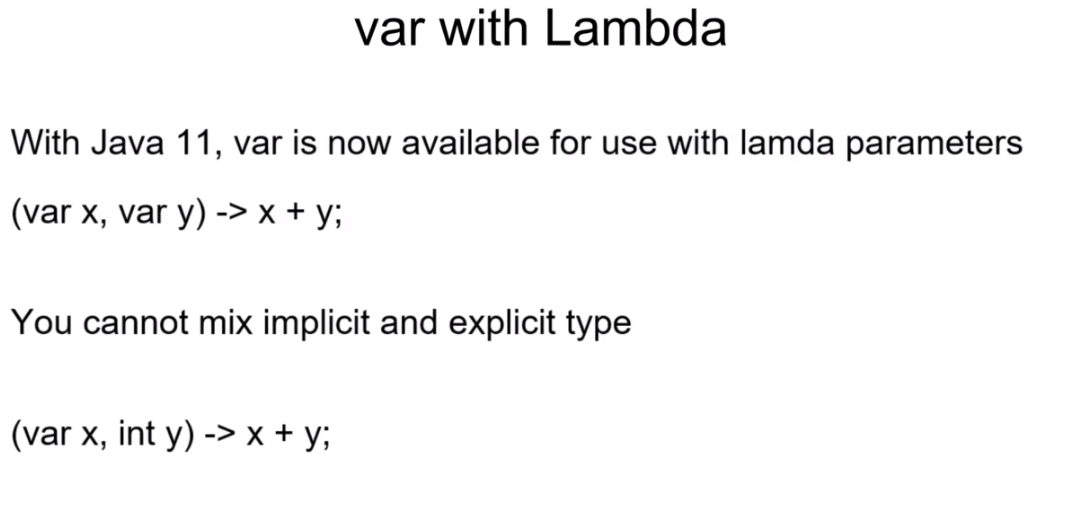 var with Lambda
With Java 11, var is now available for use with lamda parameters
(var x, var y) -> x + y;
You cannot mix implicit and explicit type
(var x, int y) -> x + y;